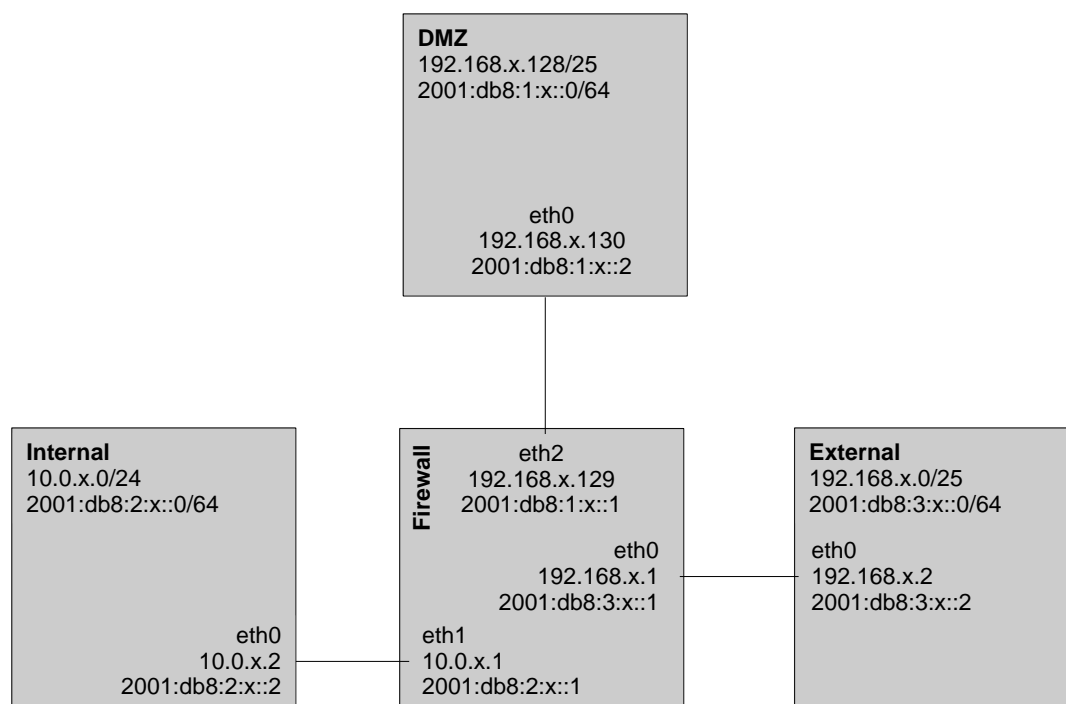 DMZ
192.168.x.128/25
2001:db8:1:x::0/64
eth0
192.168.x.130
2001:db8:1:x::2
Internal
10.0.x.0/24
2001:db8:2:x::0/64
eth0
10.0.x.2
2001:db8:2:x::2
Firewall
eth2
192.168.x.129
2001:db8:1:x::1
eth0
192.168.x.1
2001:db8:3:x::1
eth1
10.0.x.1
2001:db8:2:x::1
External
192.168.x.0/25
2001:db8:3:x::0/64
eth0
192.168.x.2
2001:db8:3:x::2